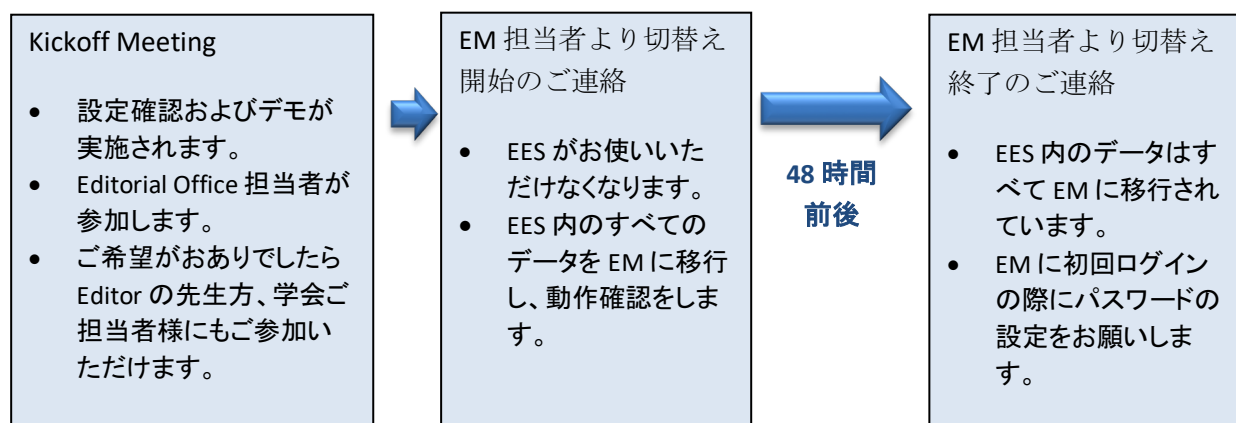 Kickoff Meeting
• 設定確認およびデモが
実施されます。
• Editorial Office 担当者が
参加します。
• ご希望がおありでしたら
Editor の先生方、学会ご
担当者様にもご参加い
ただけます。
EM 担当者より切替え
開始のご連絡
• EES がお使いいた
だけなくなります。
• EES 内のすべての
データを EM に移行
し、動作確認をしま
す。
48 時間
前後
EM 担当者より切替え
終了のご連絡
• EES 内のデータはす
べて EM に移行され
ています。
• EM に初回ログイン
の際にパスワードの
設定をお願いしま
す。